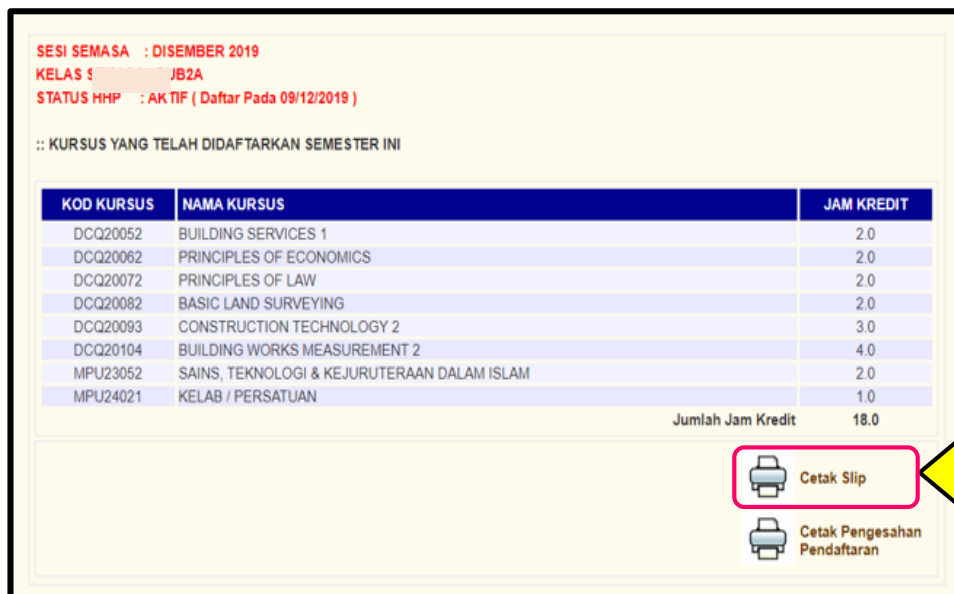 SESI SEMASA : DISEMBER 2019
KELAS
STATUS HHP : AKTIF ( Daftar Pada 09/12/2019 )
:: KURSUS YANG TELAH DIDAFTARKAN SEMESTER INI
KOD KURSUS NAMA KURSUS JAM KREDIT
DCQ20052 BUILDING SERVICES 1 2.0
DCQ20062 PRINCIPLES OF ECONOMICS 2.0
DCQ20072 PRINCIPLES OF LAW 2.0
DCQ20082 BASIC LAND SURVEYING 2.0
DCQ20093 CONSTRUCTION TECHNOLOGY 2 3.0
DCQ20104 BUILDING WORKS MEASUREMENT 2 4.0
MPU23052 SAINS, TEKNOLOGI & KEJURUTERAAN DALAM ISLAM 2.0
MPU24021 KELAB / PERSATUAN 1.0
Jumlah Jam Kredit 18.0
Cetak Slip
Cetak Pengesahan
Pendaftaran